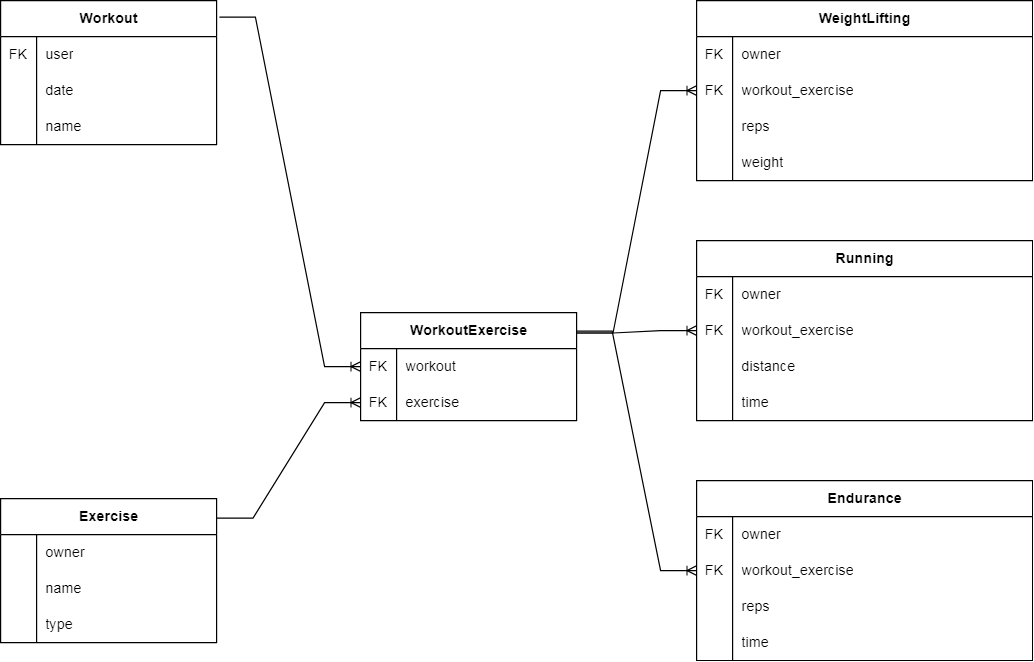 Workout
FK user
date
name
WeightLifting
FK owner
FK workout_exercise
reps
weight
Running
FK owner
FK workout_exercise
distance
time
WorkoutExercise
FK workout
FK exercise
Exercise
owner
name
type
Endurance
FK owner
FK workout_exercise
reps
time